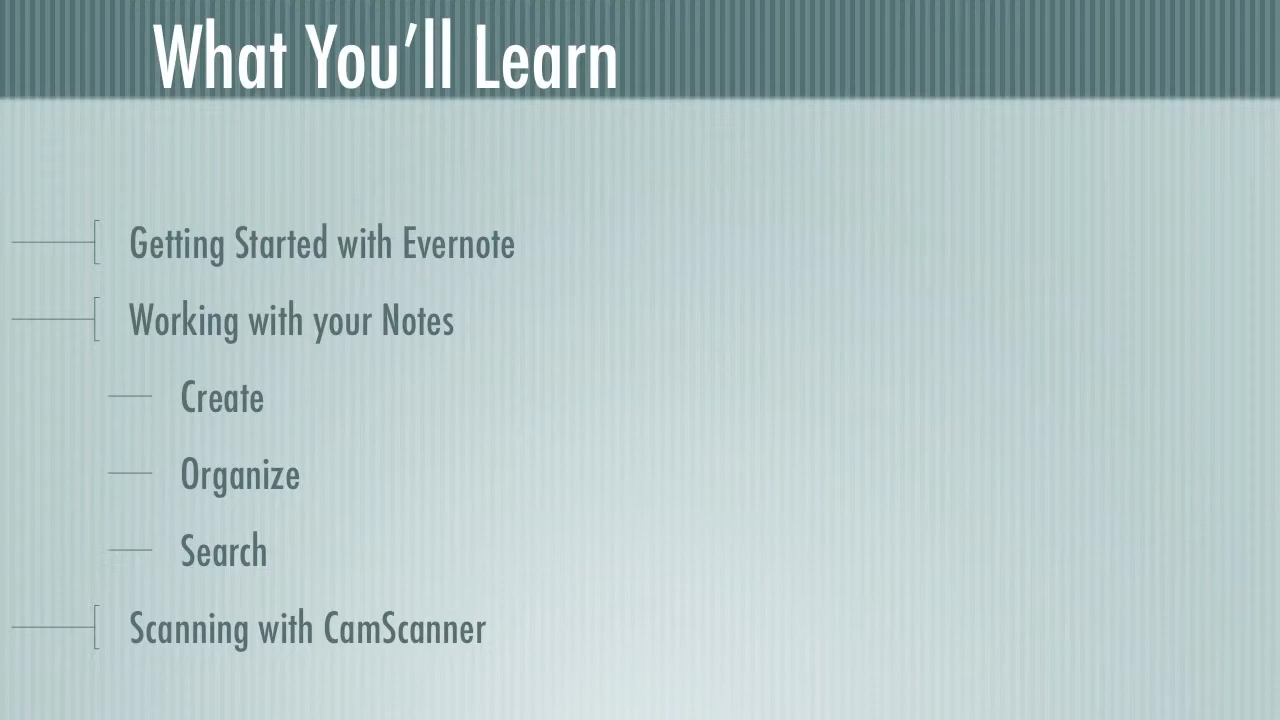 What You’ll Learn
Getting Started with Evernote
Working with your Notes
Create
Organize
Search
Scanning with CamScanner